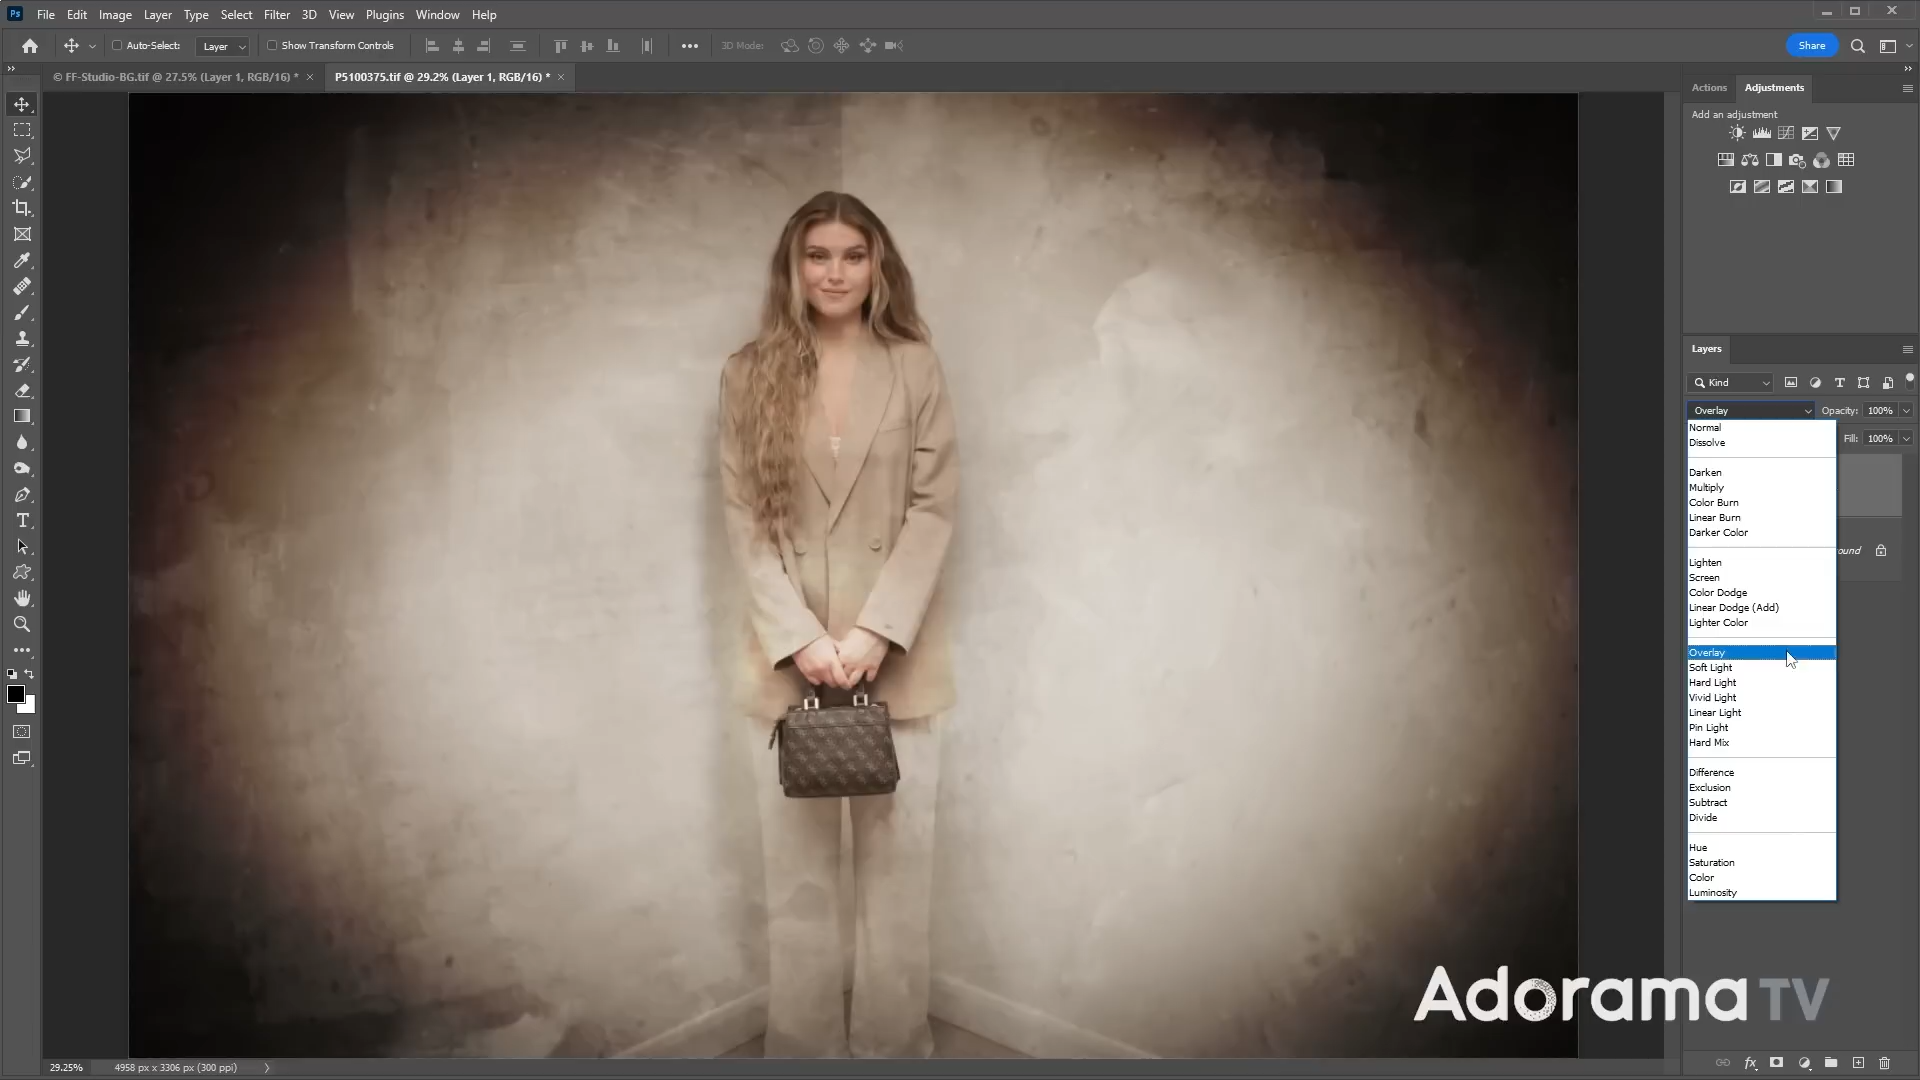 Ps File Edit Image Layer Type Select Filter 3D View Plugins Window Help
Auto-Select: Layer Show Transform Controls 3D Mode: Share
© FF-Studio-BG.tif @ 27.5% (Layer 1, RGB/16) * P5100375.tif @ 29.2% (Layer 1, RGB/16) *
Actions Adjustments
Add an adjustment
Layers
Kind
Overlay Opacity: 100%
Normal
Fill: 100%
Dissolve
Darken
Multiply
Color Burn
Linear Burn
Darker Color
ound
Lighten
Screen
Color Dodge
Linear Dodge (Add)
Lighter Color
Overlay
Soft Light
Hard Light
Vivid Light
Linear Light
Pin Light
Hard Mix
Difference
Exclusion
Subtract
Divide
Hue
Saturation
Color
Luminosity
Adorama TV
29.25% 4958 px x 3306 px (300 ppi)